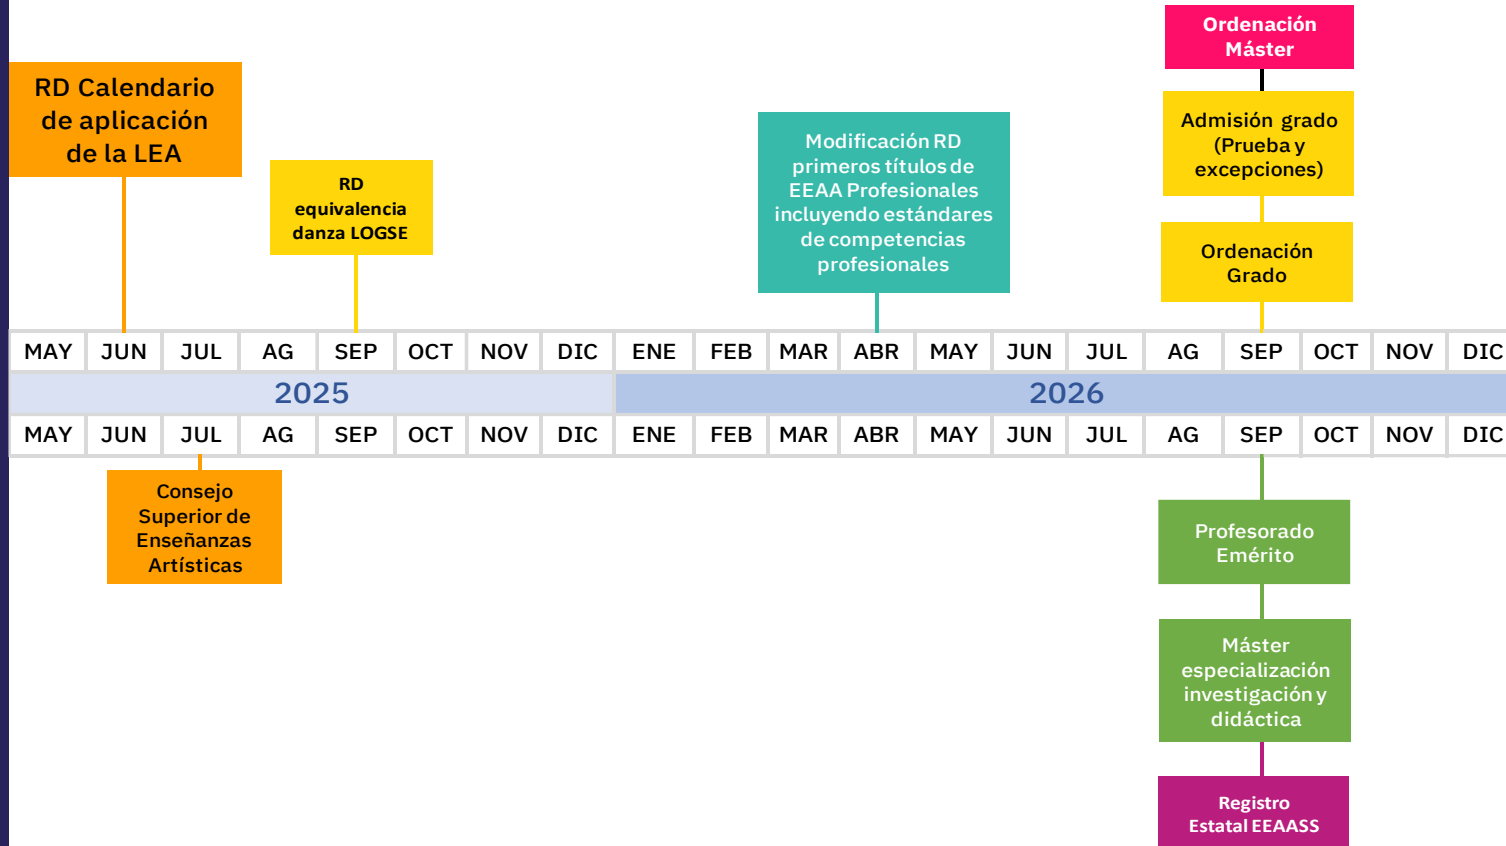 Ordenación
Máster
RD Calendario
de aplicación
de la LEA
Admisión grado
(Prueba y
excepciones)
Modificación RD
primeros títulos de
EEAA Profesionales
incluyendo estándares
de competencias
profesionales
RD
equivalencia
danza LOGSE
Ordenación
Grado
MAY JUN JUL AG SEP OCT NOV DIC ENE FEB MAR ABR MAY JUN JUL AG SEP OCT NOV DIC
2025 2026
MAY JUN JUL AG SEP OCT NOV DIC ENE FEB MAR ABR MAY JUN JUL AG SEP OCT NOV DIC
Consejo
Superior de
Enseñanzas
Artísticas
Profesorado
Emérito
Máster
especialización
investigación y
didáctica
Registro
Estatal EEAASS